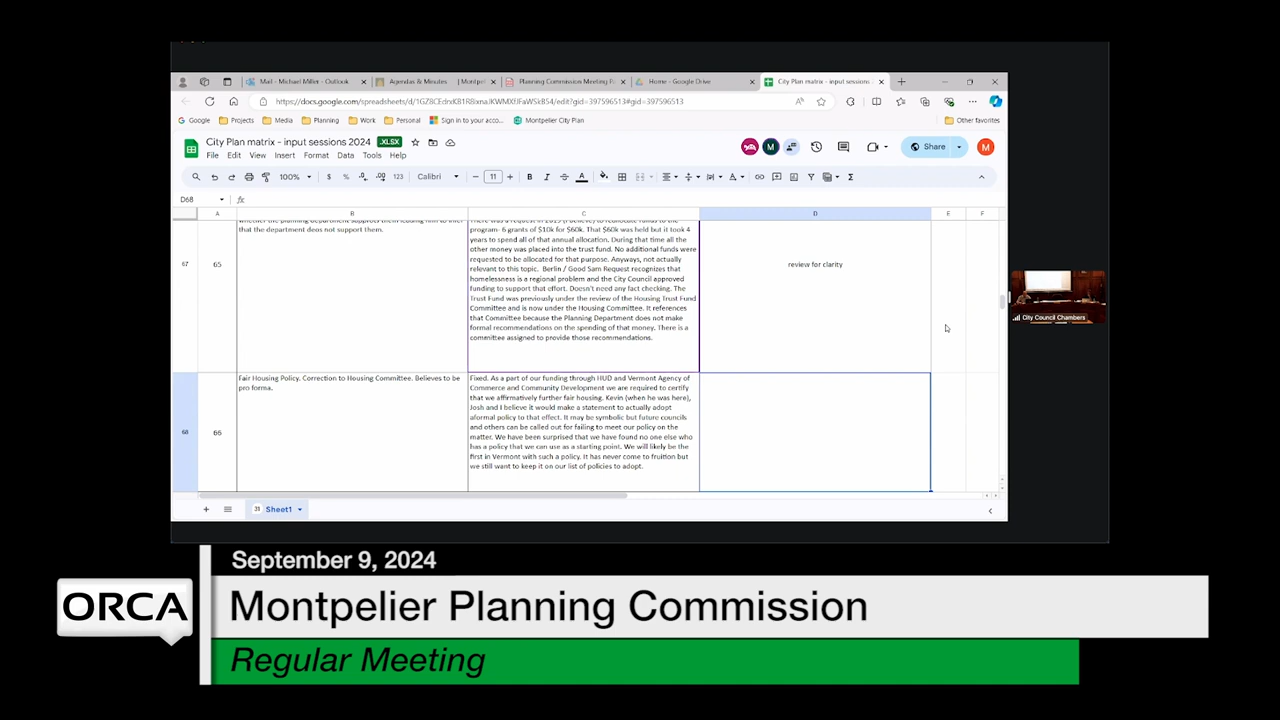 Mail - Michael Miller - Outlook
Agendas & Minutes | Montpel
Planning Commission Meeting Pa
Home - Google Drive
City Plan matrix - input sessions
Google
Projects
Media
Planning
Work
Personal
Sign in to your acco...
Montpelier City Plan
Other favorites
City Plan matrix - input sessions 2024 .XLSX
File Edit View Insert Format Data Tools Help
M
Share
M
100% $ % .0 .00 123 Calibri 11 B I A
D68 fx
A B C D E F
67 65
that the department deos not support them.
program- 6 grants of $10k for $60k. That $60k was held but it took 4
years to spend all of that annual allocation. During that time all the
other money was placed into the trust fund. No additional funds were
requested to be allocated for that purpose. Anyways, not actually
relevant to this topic. Berlin / Good Sam Request recognizes that
homelessness is a regional problem and the City Council approved
funding to support that effort. Doesn't need any fact checking. The
Trust Fund was previously under the review of the Housing Trust Fund
Committee and is now under the Housing Committee. It references
that Committee because the Planning Department does not make
formal recommendations on the spending of that money. There is a
committee assigned to provide those recommendations.
review for clarity
68 66
Fair Housing Policy. Correction to Housing Committee. Believes to be
pro forma.
Fixed. As a part of our funding through HUD and Vermont Agency of
Commerce and Community Development we are required to certify
that we affirmatively further fair housing. Kevin (when he was here),
Josh and I believe it would make a statement to actually adopt
aformal policy to that effect. It may be symbolic but future councils
and others can be called out for failing to meet our policy on the
matter. We have been surprised that we have found no one else who
has a policy that we can use as a starting point. We will likely be the
first in Vermont with such a policy. It has never come to fruition but
we still want to keep it on our list of policies to adopt.
Sheet1
City Council Chambers
September 9, 2024
ORCA
Montpelier Planning Commission
Regular Meeting